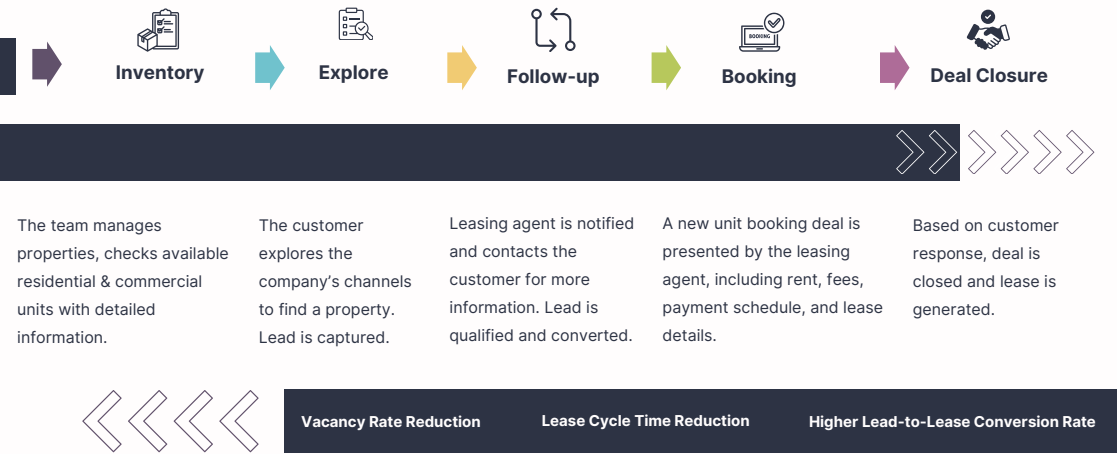 Inventory
Explore
Follow-up
BOOKING
Booking
Deal Closure
The team manages
properties, checks available
residential & commercial
units with detailed
information.
The customer
explores the
company’s channels
to find a property.
Lead is captured.
Leasing agent is notified
and contacts the
customer for more
information. Lead is
qualified and converted.
A new unit booking deal is
presented by the leasing
agent, including rent, fees,
payment schedule, and lease
details.
Based on customer
response, deal is
closed and lease is
generated.
Vacancy Rate Reduction
Lease Cycle Time Reduction
Higher Lead-to-Lease Conversion Rate